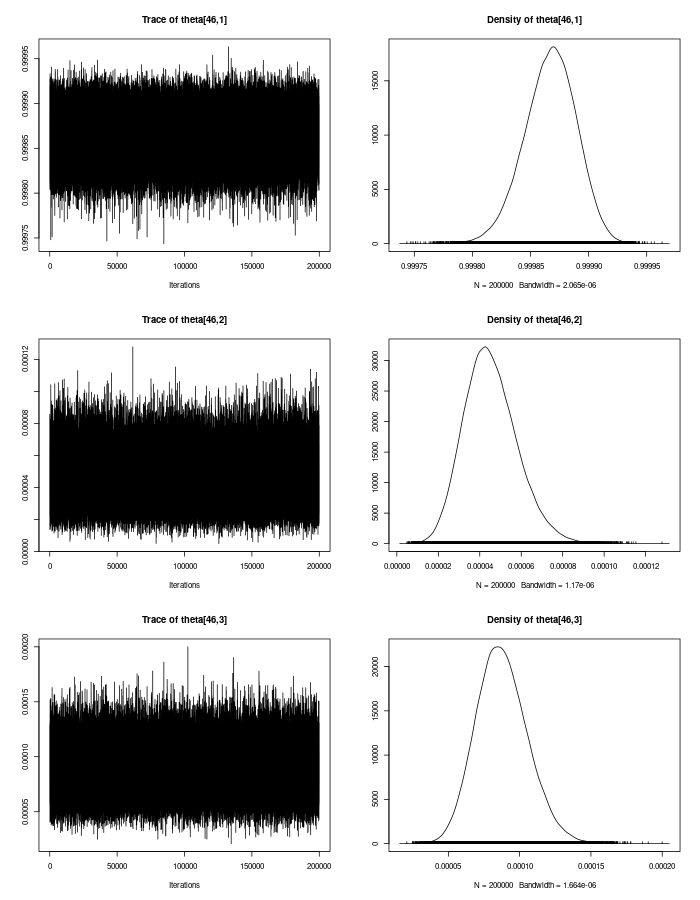 Trace of theta[46,1]
0.99975 0.99980 0.99985 0.99990 0.99995
0 50000 100000 150000 200000
Iterations
Density of theta[46,1]
0 5000 10000 15000
0.99975 0.99980 0.99985 0.99990 0.99995
N = 200000 Bandwidth = 2.065e-06
Trace of theta[46,2]
0.00000 0.00004 0.00008 0.00012
0 50000 100000 150000 200000
Iterations
Density of theta[46,2]
0 5000 10000 15000 20000 25000 30000
0.00000 0.00002 0.00004 0.00006 0.00008 0.00010 0.00012
N = 200000 Bandwidth = 1.17e-06
Trace of theta[46,3]
0.00005 0.00010 0.00015 0.00020
0 50000 100000 150000 200000
Iterations
Density of theta[46,3]
0 5000 10000 15000 20000
0.00005 0.00010 0.00015 0.00020
N = 200000 Bandwidth = 1.664e-06